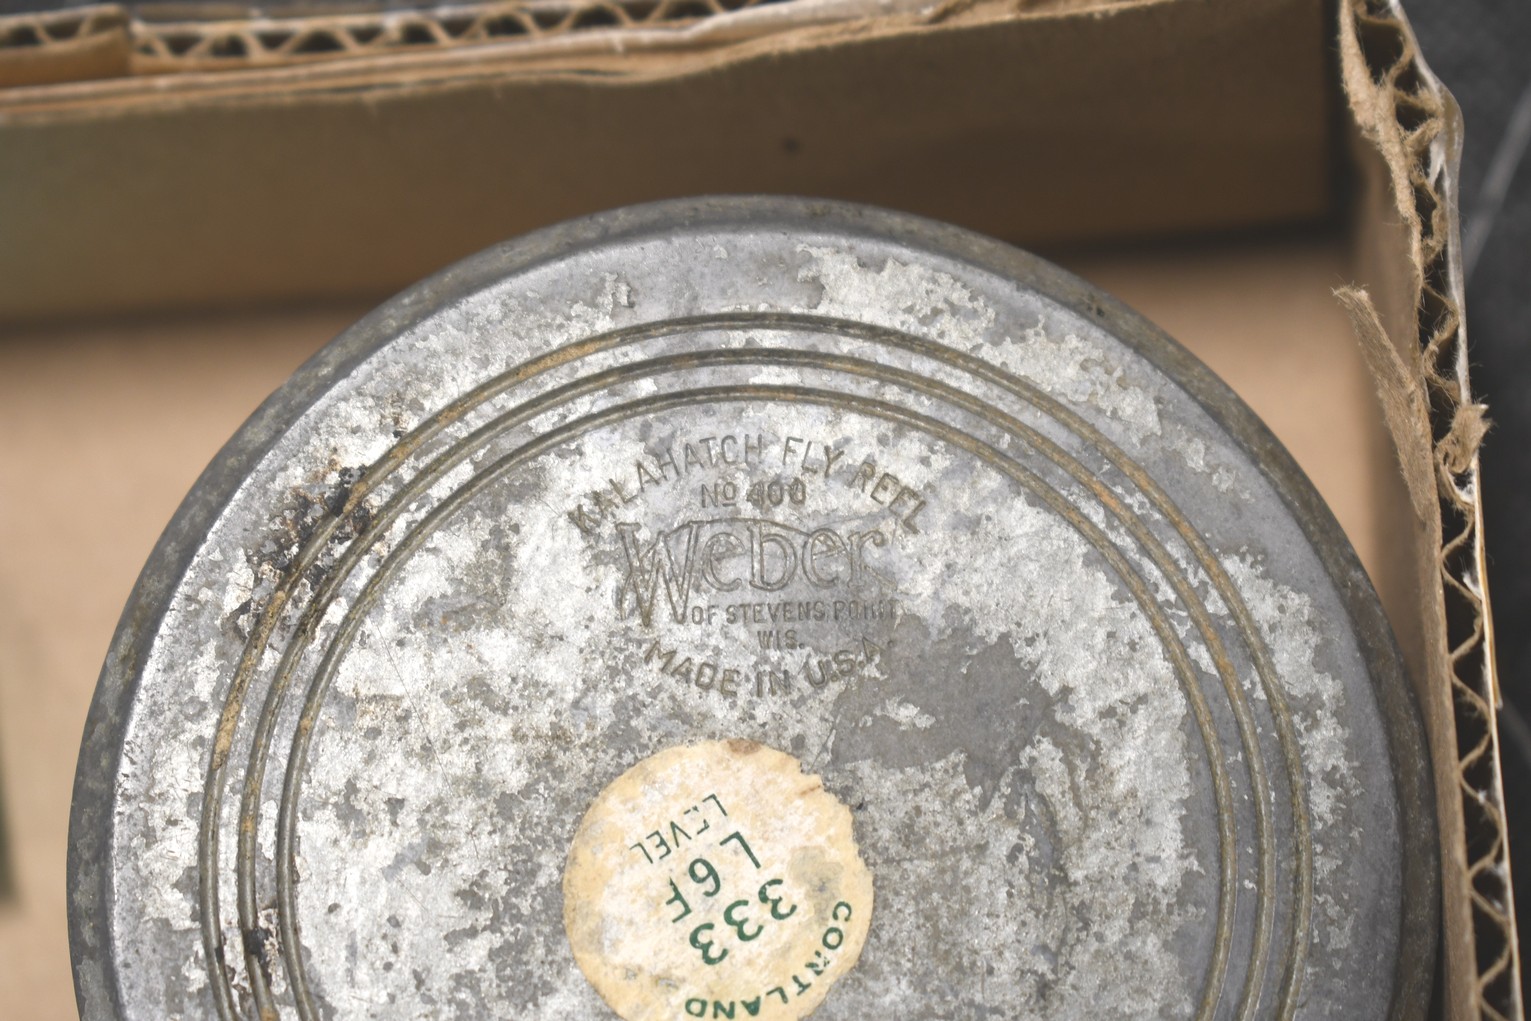 KALAHATCH FLY REEL
No 400
Weber
OF STEVENS POINT
WIS.
MADE IN U.S.A.
CORTLAND
333
L6F
LEVEL